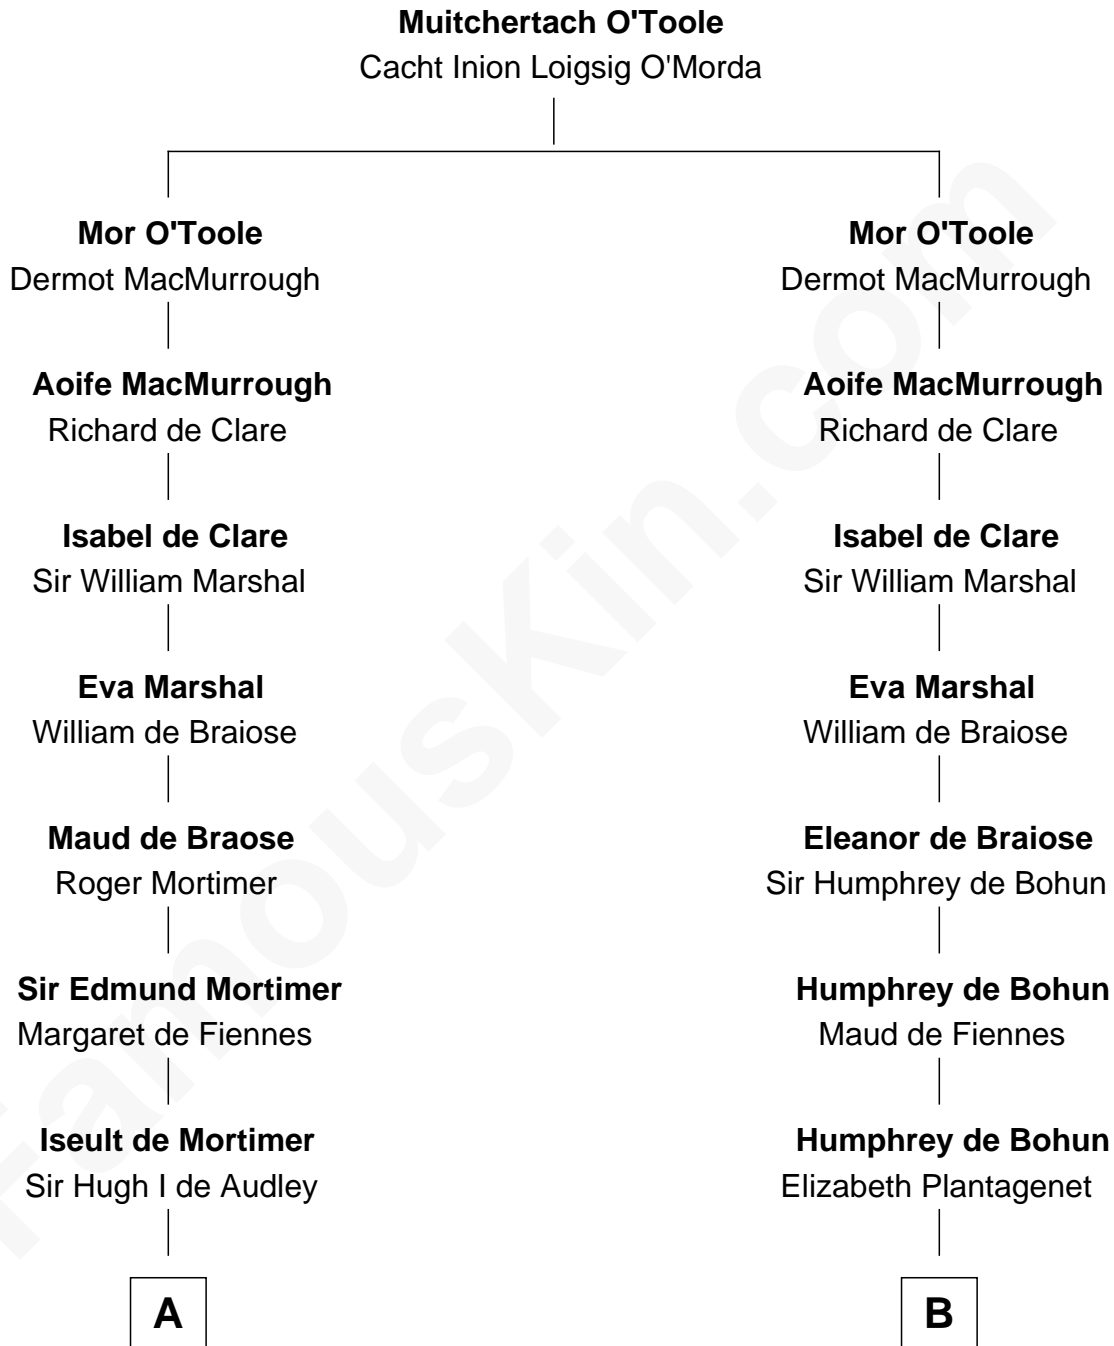 Muitchertach O'Toole
Cacht Inion Loigsig O'Morda
Mor O'Toole
Dermot MacMurrough
Aoife MacMurrough
Richard de Clare
Isabel de Clare
Sir William Marshal
Eva Marshal
William de Braiose
Maud de Braose
Roger Mortimer
Sir Edmund Mortimer
Margaret de Fiennes
Iseult de Mortimer
Sir Hugh I de Audley
A
Mor O'Toole
Dermot MacMurrough
Aoife MacMurrough
Richard de Clare
Isabel de Clare
Sir William Marshal
Eva Marshal
William de Braiose
Eleanor de Braiose
Sir Humphrey de Bohun
Humphrey de Bohun
Maud de Fiennes
Humphrey de Bohun
Elizabeth Plantagenet
B
FamousKin.com